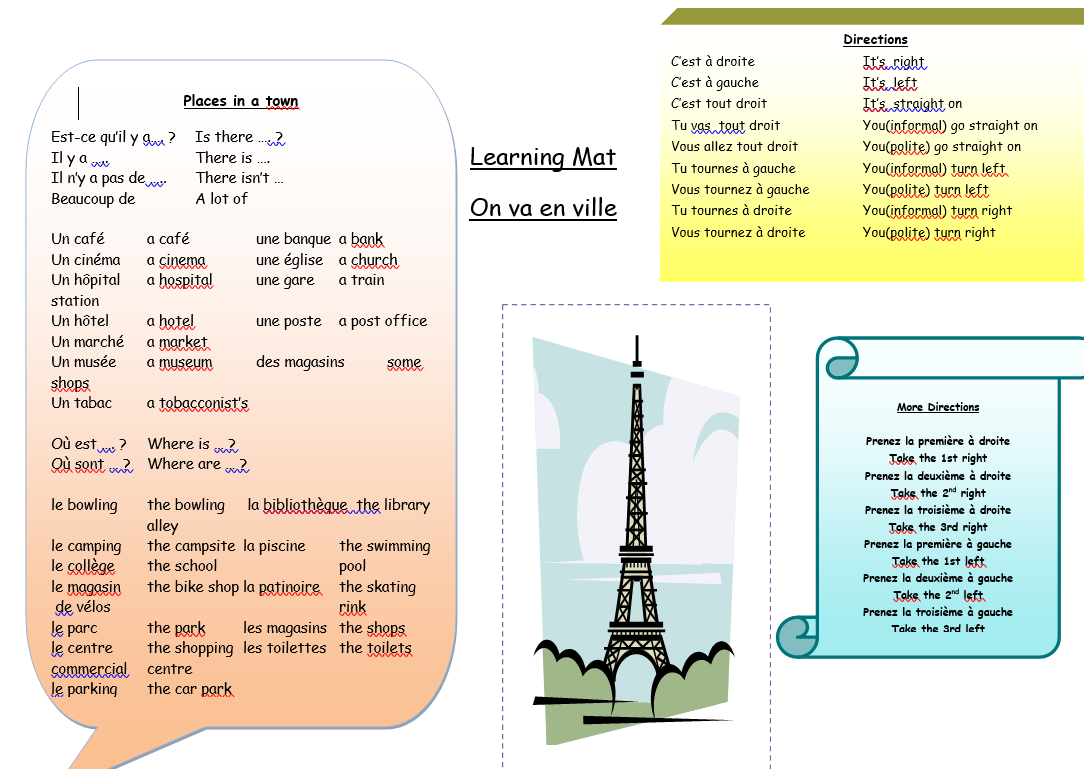 Places in a town
Est-ce qu'il y a.... ? Is there ....?
Il y a ..... There is ....
Il n'y a pas de ..... There isn't ...
Beaucoup de A lot of
Un café a café une banque a bank
Un cinéma a cinema une église a church
Un hôpital a hospital une gare a train
station
Un hôtel a hotel une poste a post office
Un marché a market
Un musée a museum des magasins some
shops
Un tabac a tobacconist's
Où est.... ? Where is ....?
Où sont ....? Where are ....?
le bowling the bowling la bibliothèque the library
alley
le camping the campsite la piscine the swimming
le collège the school pool
le magasin the bike shop la patinoire the skating
de vélos rink
le parc the park les magasins the shops
le centre the shopping les toilettes the toilets
commercial centre
le parking the car park
Learning Mat
On va en ville
Directions
C'est à droite It's right
C'est à gauche It's left
C'est tout droit It's straight on
Tu vas tout droit You(informal) go straight on
Vous allez tout droit You(polite) go straight on
Tu tournes à gauche You(informal) turn left
Vous tournez à gauche You(polite) turn left
Tu tournes à droite You(informal) turn right
Vous tournez à droite You(polite) turn right
More Directions
Prenez la première à droite
Take the 1st right
Prenez la deuxième à droite
Take the 2nd right
Prenez la troisième à droite
Take the 3rd right
Prenez la première à gauche
Take the 1st left
Prenez la deuxième à gauche
Take the 2nd left
Prenez la troisième à gauche
Take the 3rd left